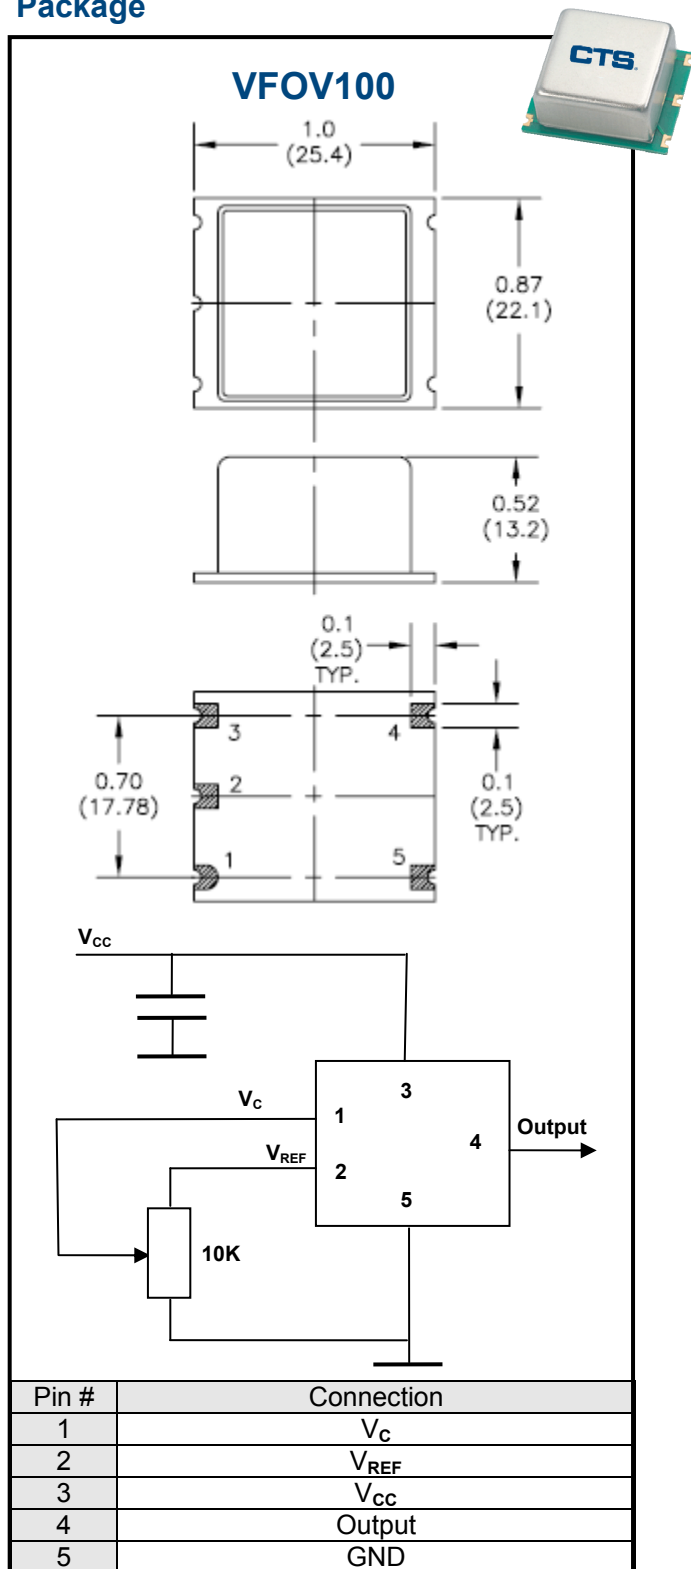 Package
CTS
VFOV100
1.0
(25.4)
0.87
(22.1)
0.52
(13.2)
0.1
(2.5)
TYP.
3
4
0.70
(17.78)
2
0.1
(2.5)
TYP.
1
5
VCC
3
VC
1
Output
4
VREF
2
5
10K
Pin # Connection
1 VC
2 VREF
3 VCC
4 Output
5 GND